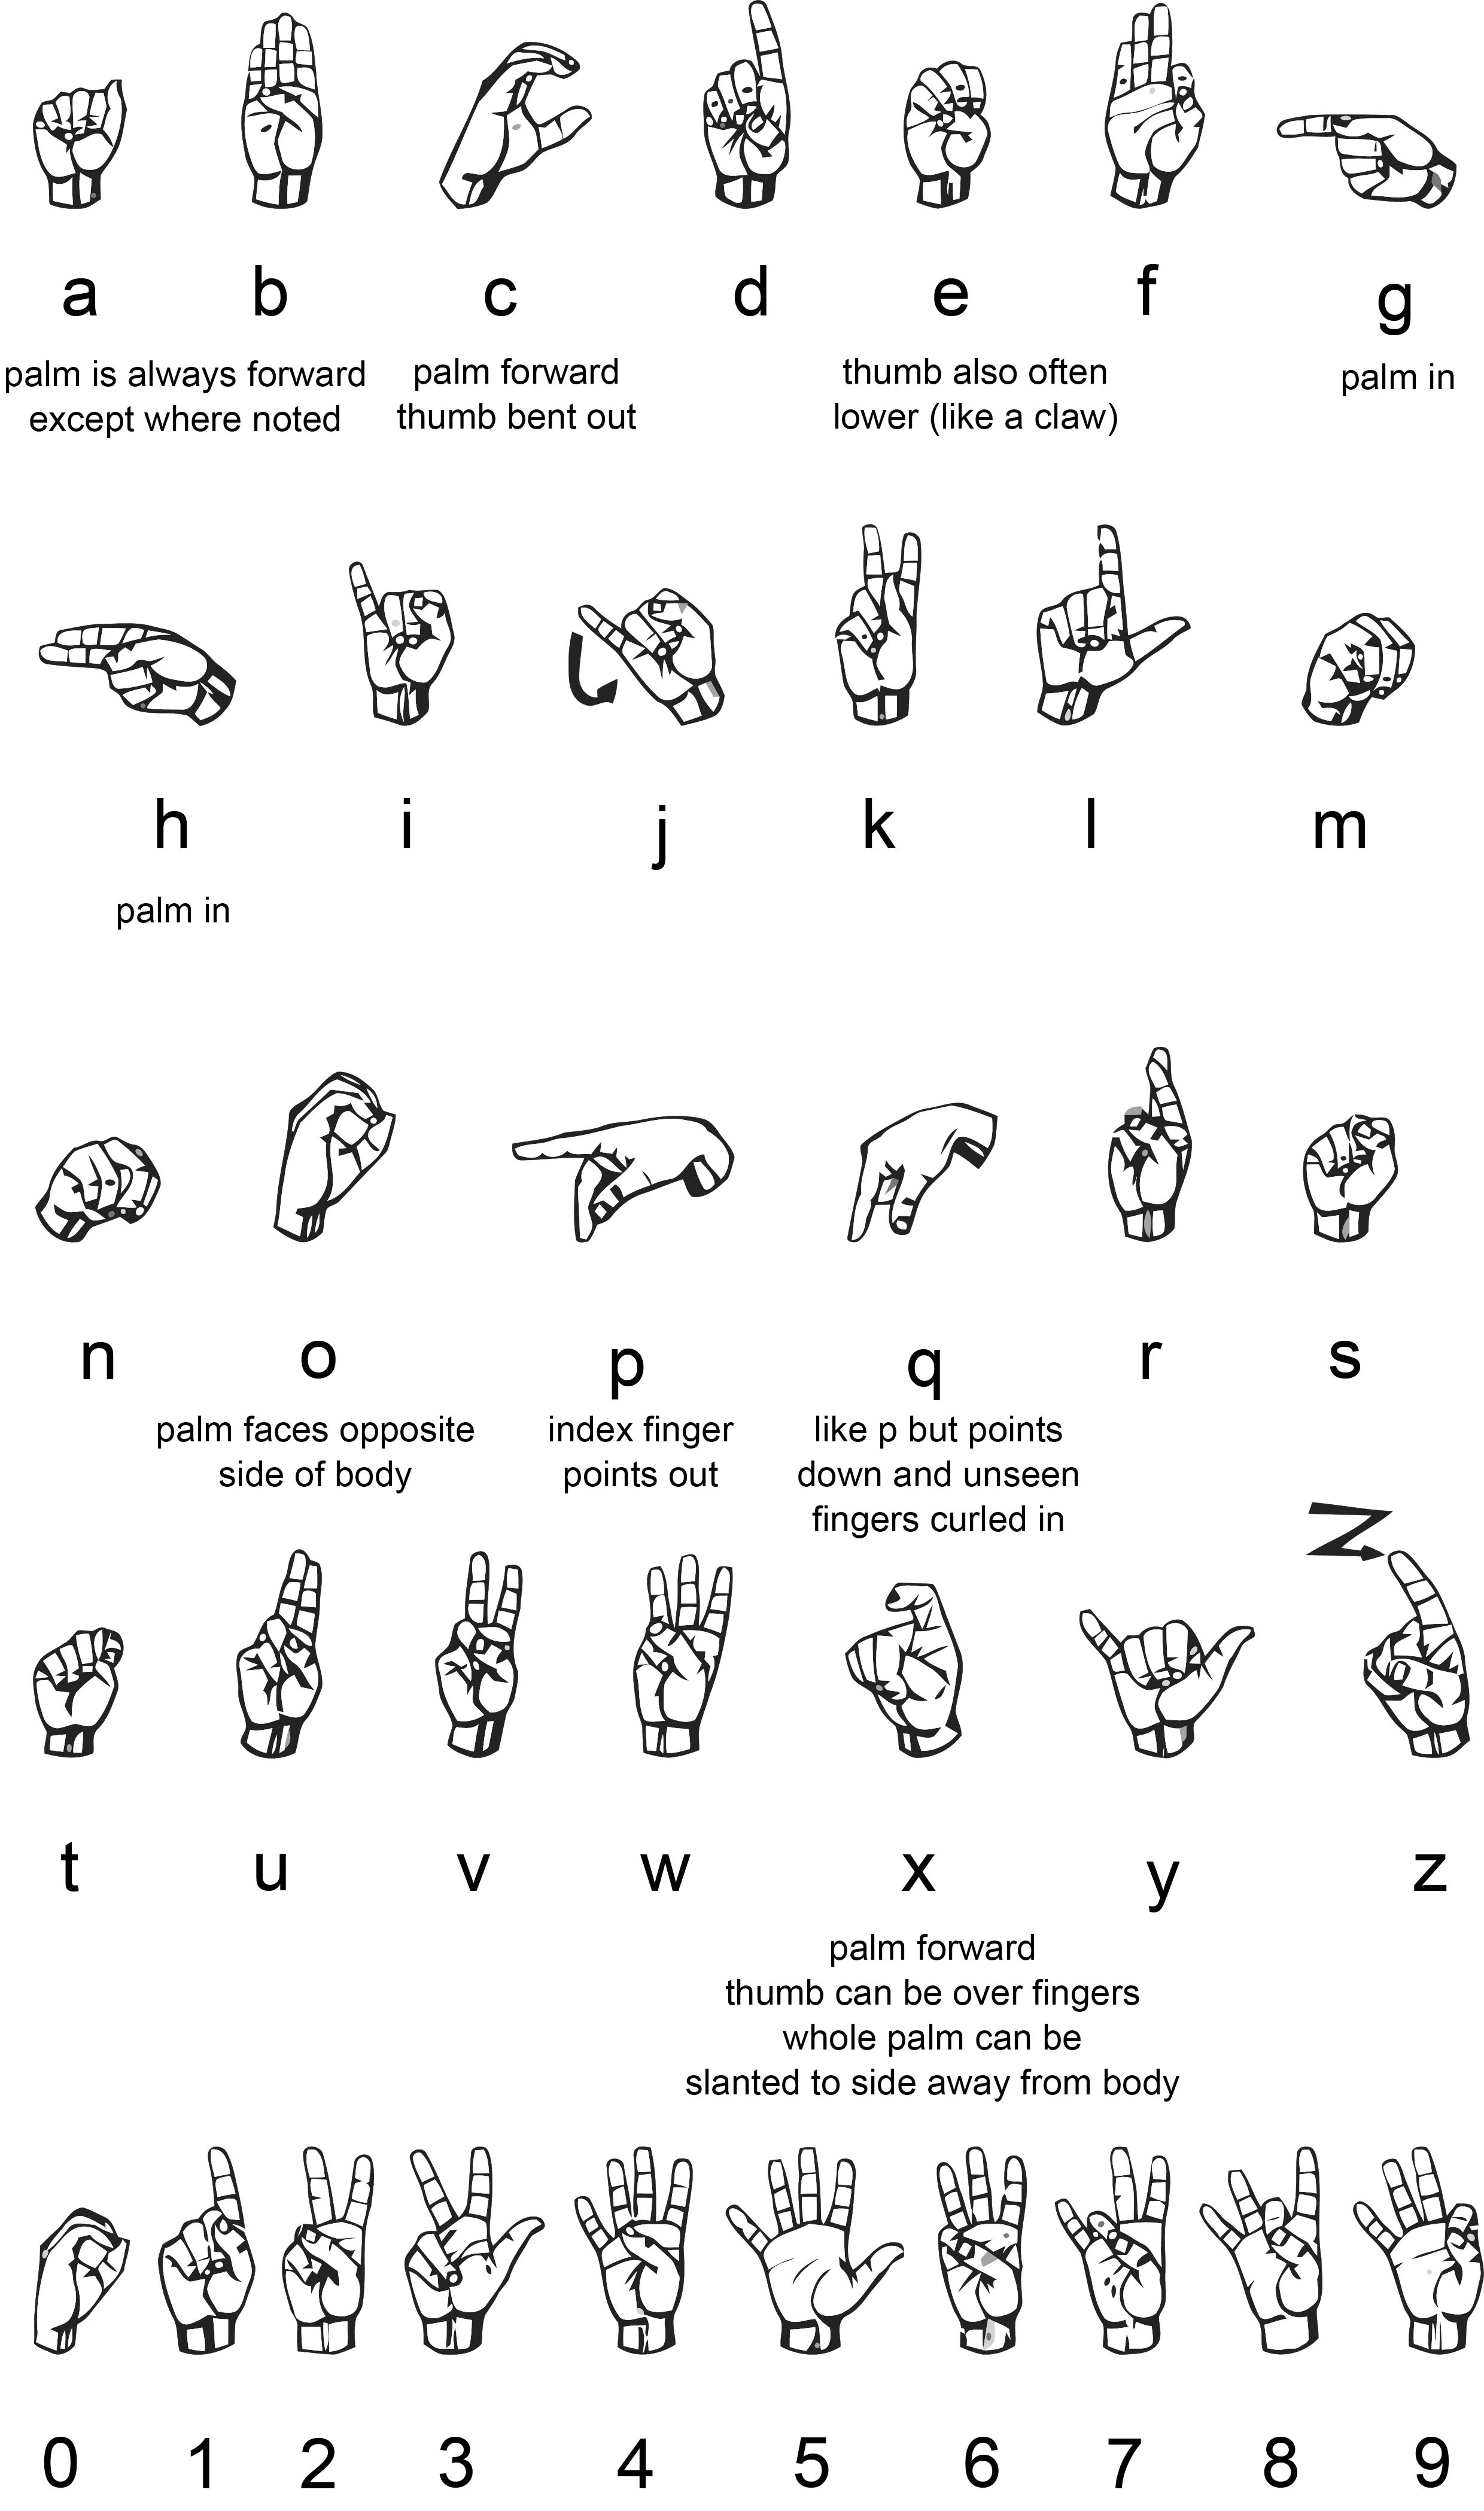 a b c d e f g
palm is always forward
except where noted
palm forward
thumb bent out
thumb also often
lower (like a claw)
palm in
h i j k l m
palm in
n o p q r s
palm faces opposite
side of body
index finger
points out
like p but points
down and unseen
fingers curled in
t u v w x y z
palm forward
thumb can be over fingers
whole palm can be
slanted to side away from body
0 1 2 3 4 5 6 7 8 9